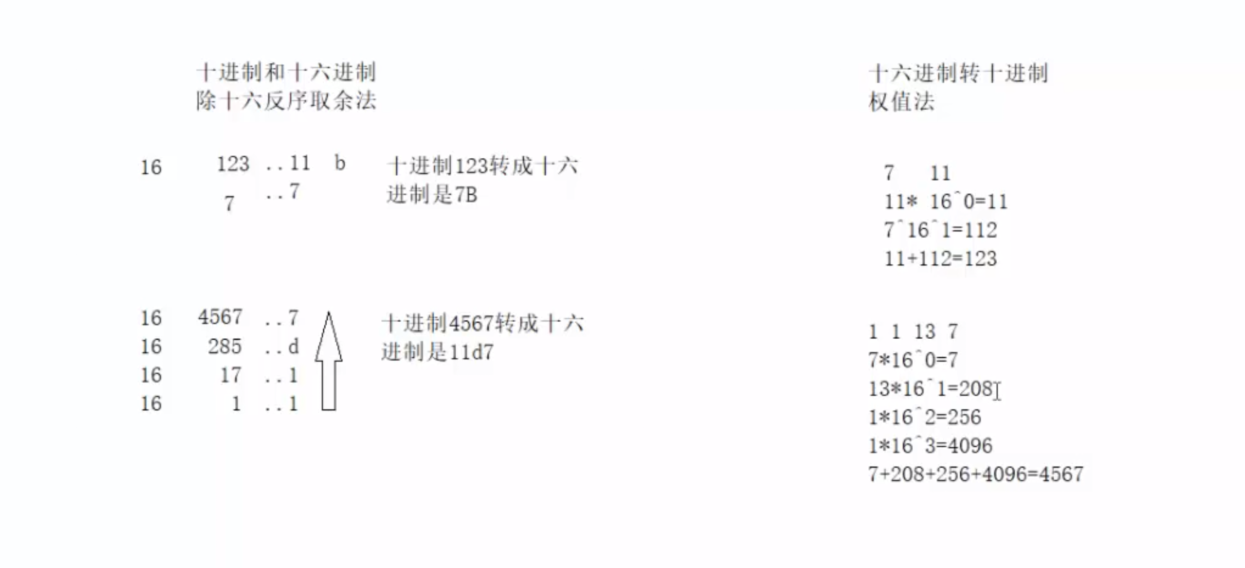 十进制和十六进制
除十六反序取余法
16 123 ..11 b
7 ..7
十进制123转成十六
进制是7B
16 4567 ..7
16 285 ..d
16 17 ..1
16 1 ..1
十进制4567转成十六
进制是11d7
十六进制转十进制
权值法
7 11
11* 16^0=11
7^16^1=112
11+112=123
1 1 13 7
7*16^0=7
13*16^1=208
1*16^2=256
1*16^3=4096
7+208+256+4096=4567